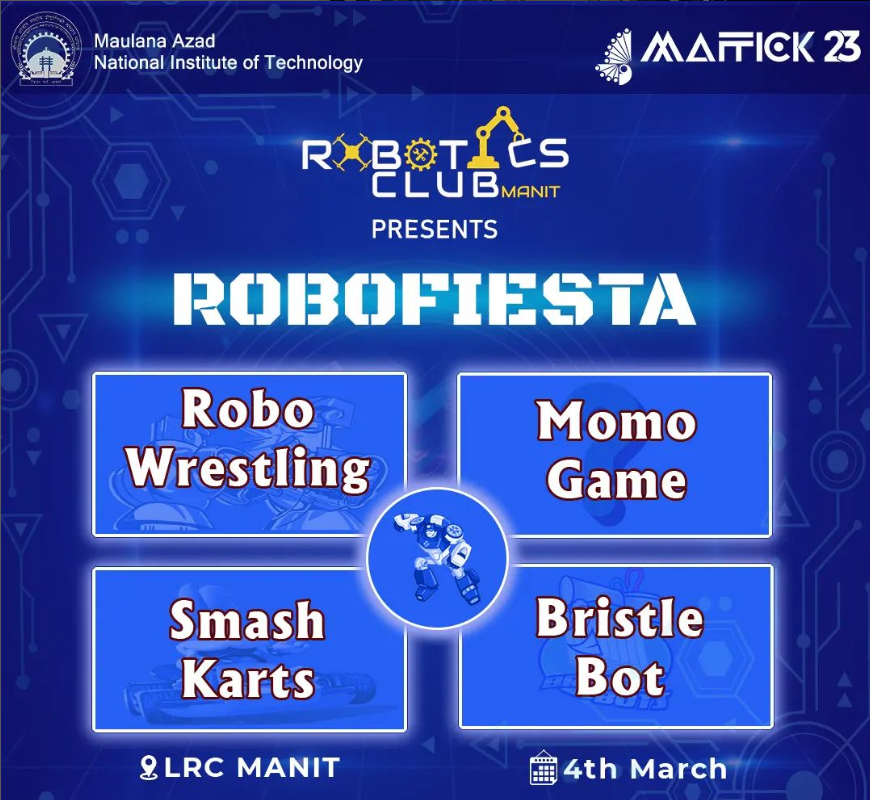 Maulana Azad
National Institute of Technology
MAFFICK 23
ROBOTICS
CLUB MANIT
PRESENTS
ROBOFIESTA
Robo
Wrestling
Momo
Game
Smash
Karts
Bristle
Bot
LRC MANIT
4th March